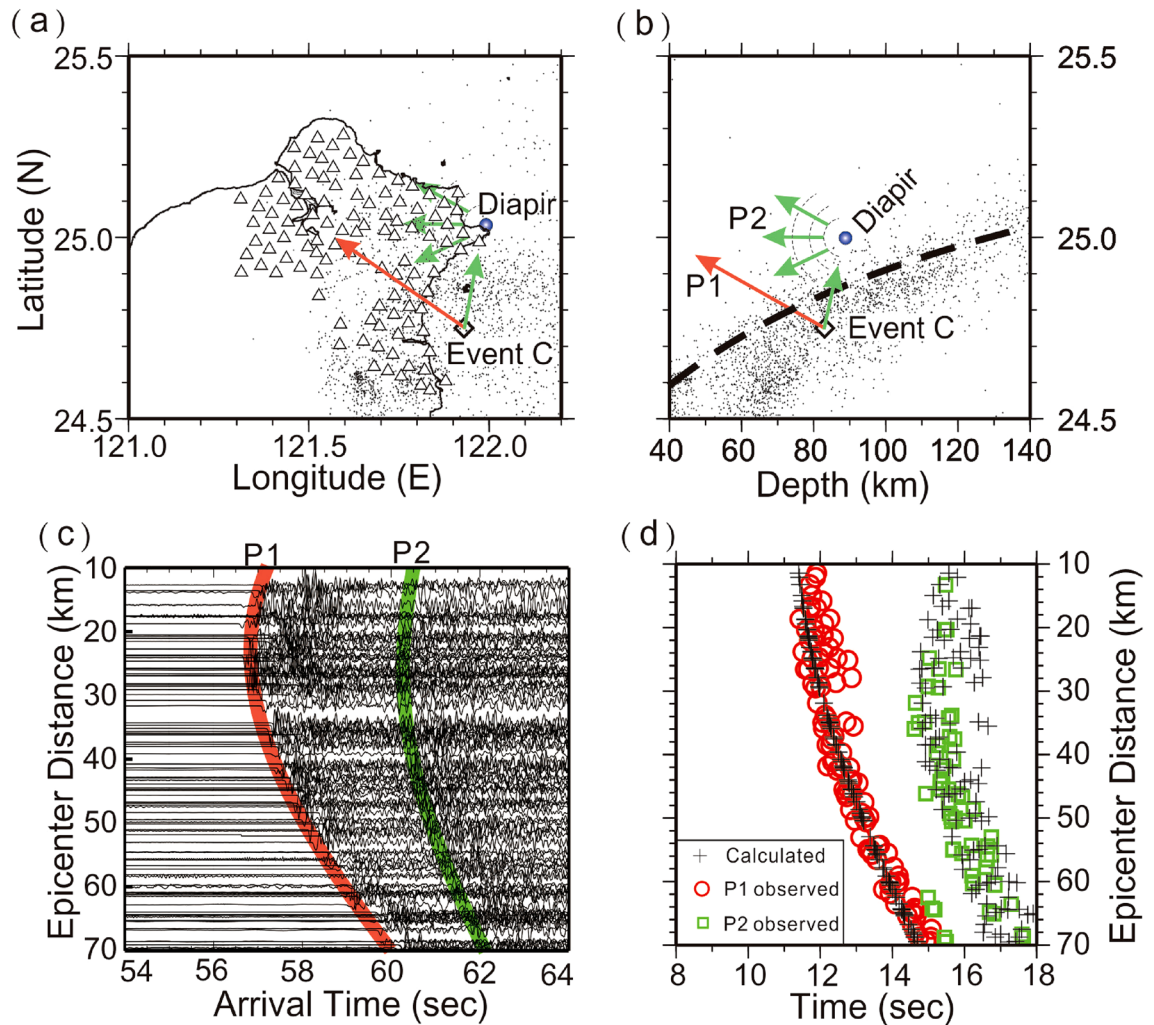 (a)
25.5
Latitude (N)
25.0
24.5
121.0 121.5 122.0
Longitude (E)
Diapir
Event C
(b)
25.5
25.0
24.5
40 60 80 100 120 140
Depth (km)
P2
Diapir
P1
Event C
(c)
P1 P2
10
20
30
40
50
60
70
Epicenter Distance (km)
54 56 58 60 62 64
Arrival Time (sec)
(d)
10
20
30
40
50
60
70
Epicenter Distance (km)
Calculated
P1 observed
P2 observed
8 10 12 14 16 18
Time (sec)